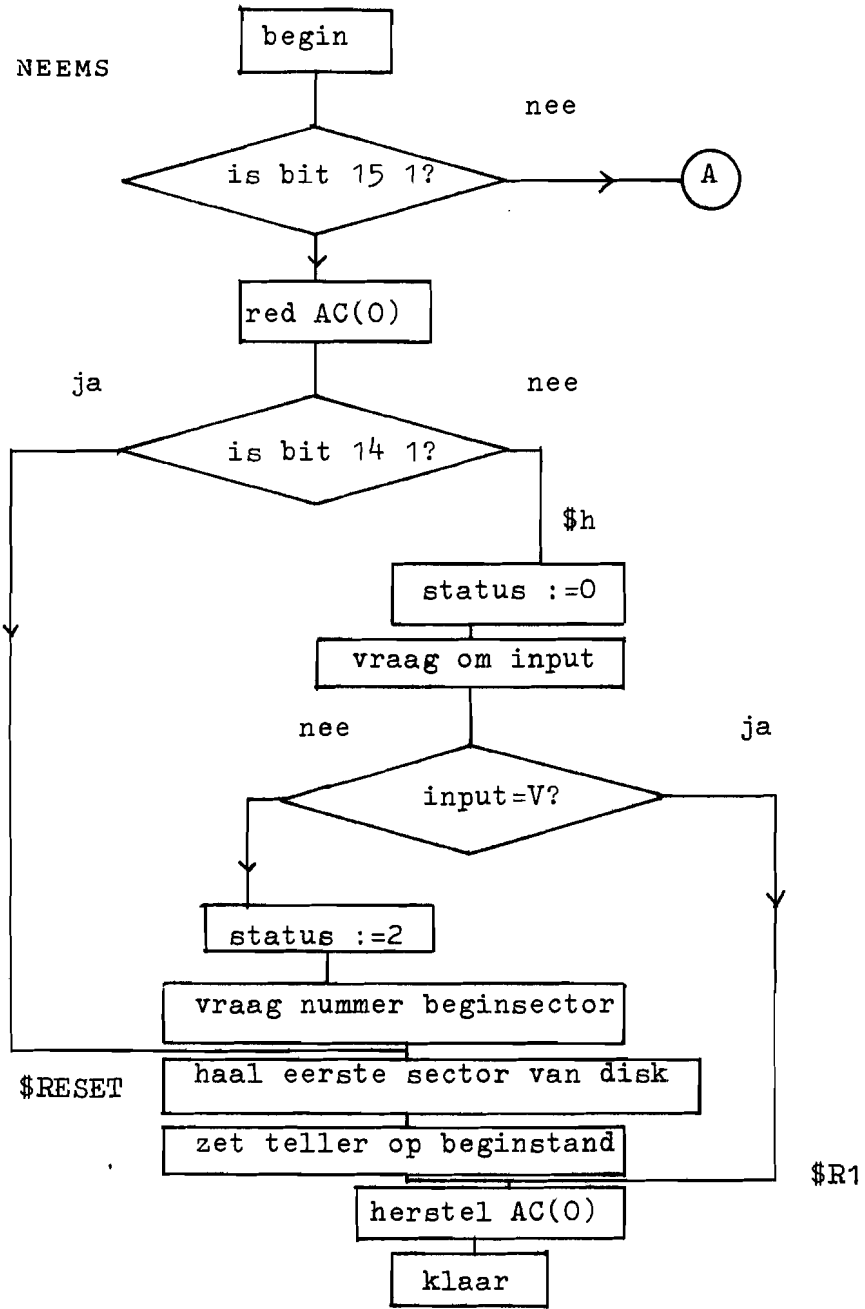 begin
NEEMS
nee
is bit 15 1?
A
red AC(0)
ja
nee
is bit 14 1?
$h
status :=0
vraag om input
nee
ja
input=V?
status :=2
vraag nummer beginsector
$RESET
haal eerste sector van disk
zet teller op beginstand
$R1
herstel AC(0)
klaar